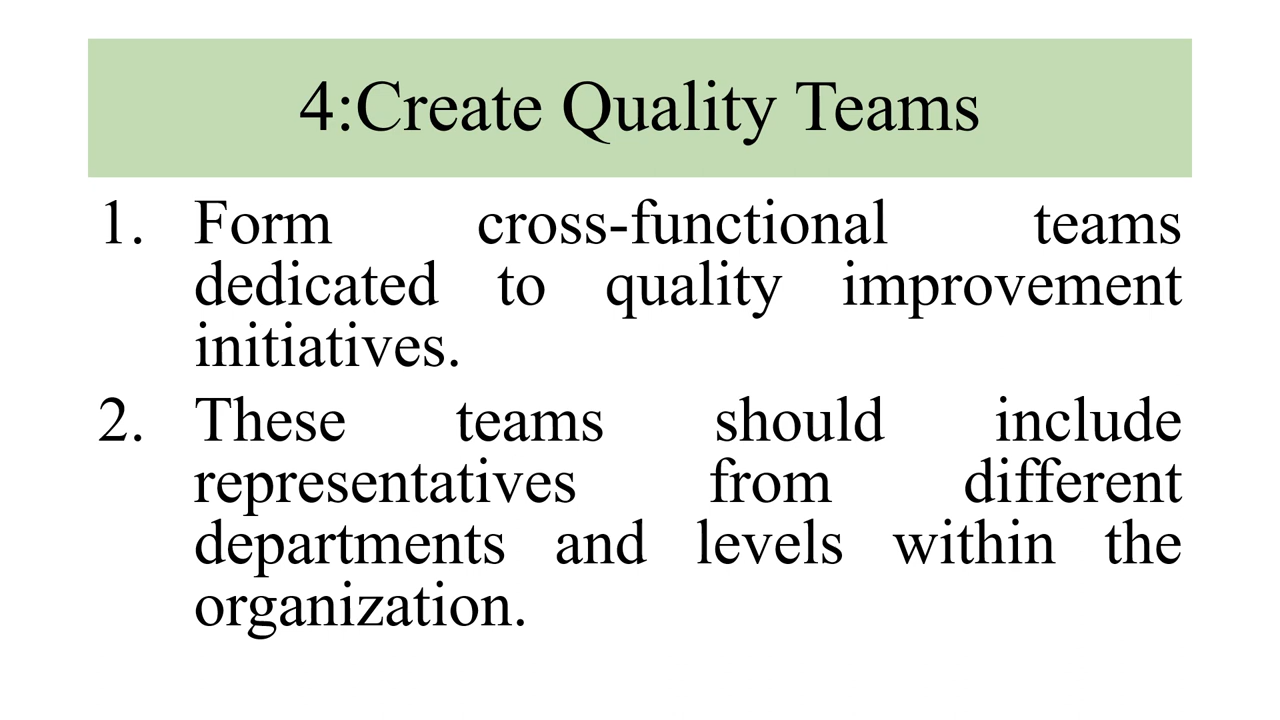 4:Create Quality Teams
1. Form cross-functional teams
dedicated to quality improvement
initiatives.
2. These teams should include
representatives from different
departments and levels within the
organization.